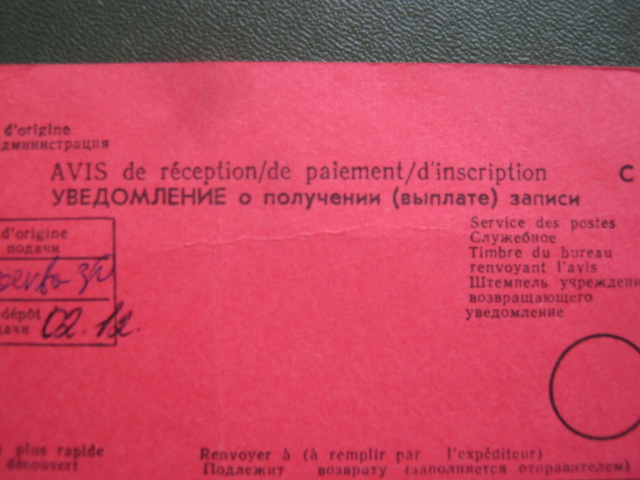 d'origine
администрация
AVIS de réception/de paiement/d'inscription C
УВЕДОМЛЕНИЕ о получении (выплате) записи
Service des postes
Служебное
d'origine
подачи
Timbre du bureau
renvoyant l'avis
Штемпель учреждени
возвращающего
уведомление
dépôt
дачи 02.12.
plus rapide
découvert
Renvoyer à (à remplir par l'expéditeur)
Подлежит возврату (заполняется отправителем)